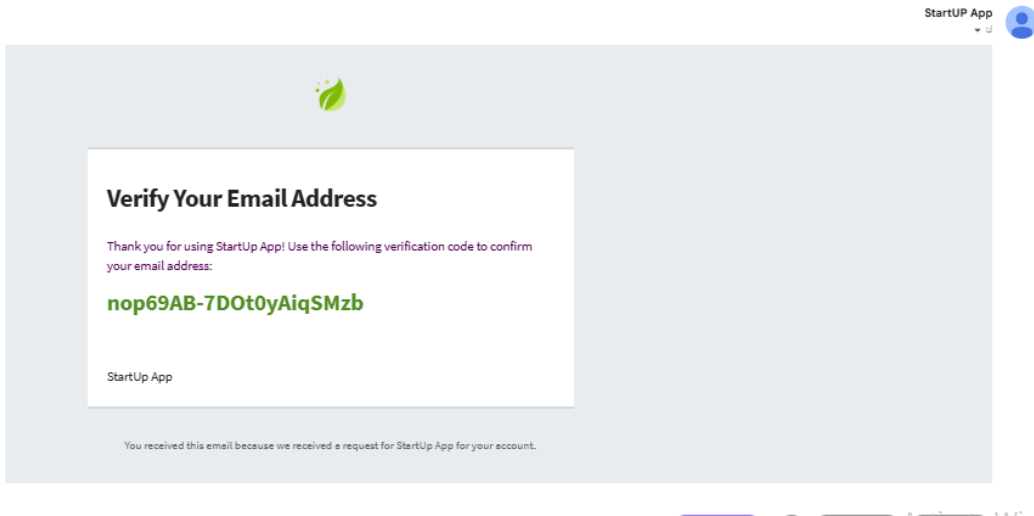 StartUP App
Verify Your Email Address
Thank you for using StartUp App! Use the following verification code to confirm
your email address:
nop69AB-7DOt0yAiqSMzb
StartUp App
You received this email because we received a request for StartUp App for your account.